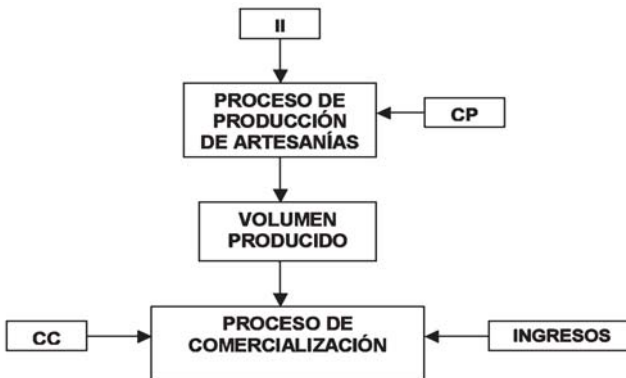 II
PROCESO DE
PRODUCCIÓN
DE ARTESANÍAS
CP
VOLUMEN
PRODUCIDO
CC
PROCESO DE
COMERCIALIZACIÓN
INGRESOS